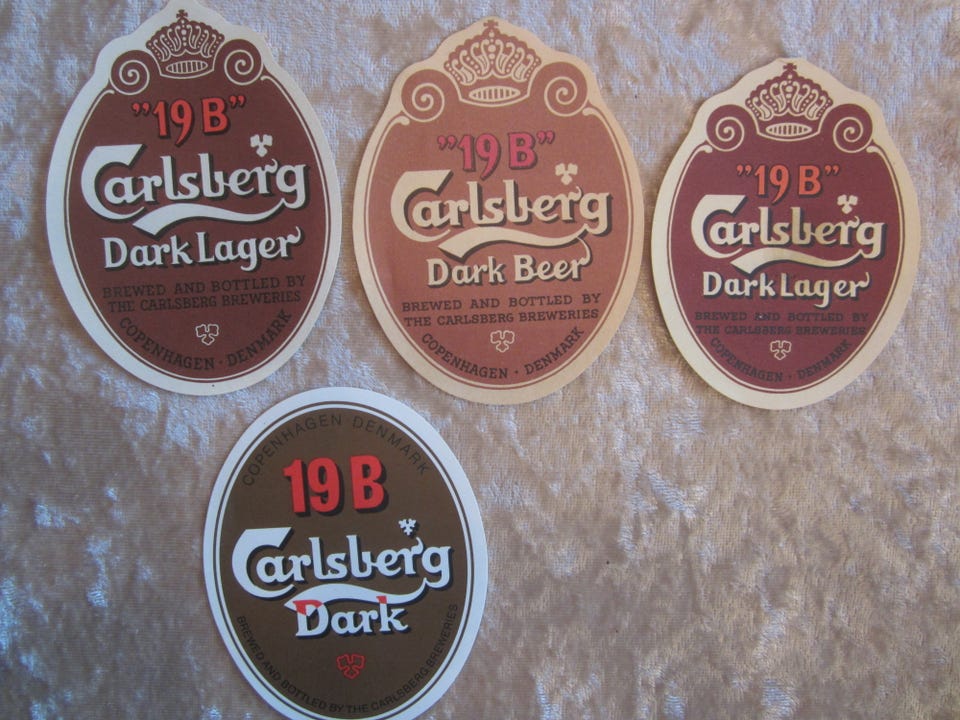 "19 B"
Carlsberg
Dark Lager
BREWED AND BOTTLED BY
THE CARLSBERG BREWERIES
COPENHAGEN · DENMARK
"19 B"
Carlsberg
Dark Beer
BREWED AND BOTTLED BY
THE CARLSBERG BREWERIES
COPENHAGEN · DENMARK
"19 B"
Carlsberg
Dark Lager
BREWED AND BOTTLED BY
THE CARLSBERG BREWERIES
COPENHAGEN · DENMARK
COPENHAGEN DENMARK
19 B
Carlsberg
Dark
BREWED AND BOTTLED BY THE CARLSBERG BREWERIES